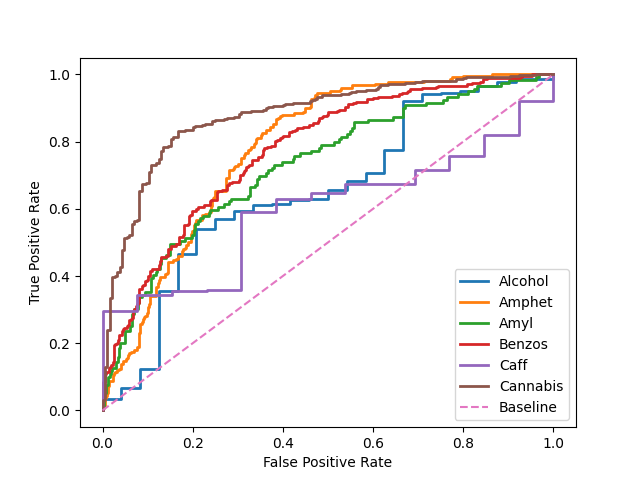 1.0
0.8
0.6
0.4
0.2
0.0
True Positive Rate
Alcohol
Amphet
Amyl
Benzos
Caff
Cannabis
Baseline
0.0 0.2 0.4 0.6 0.8 1.0
False Positive Rate